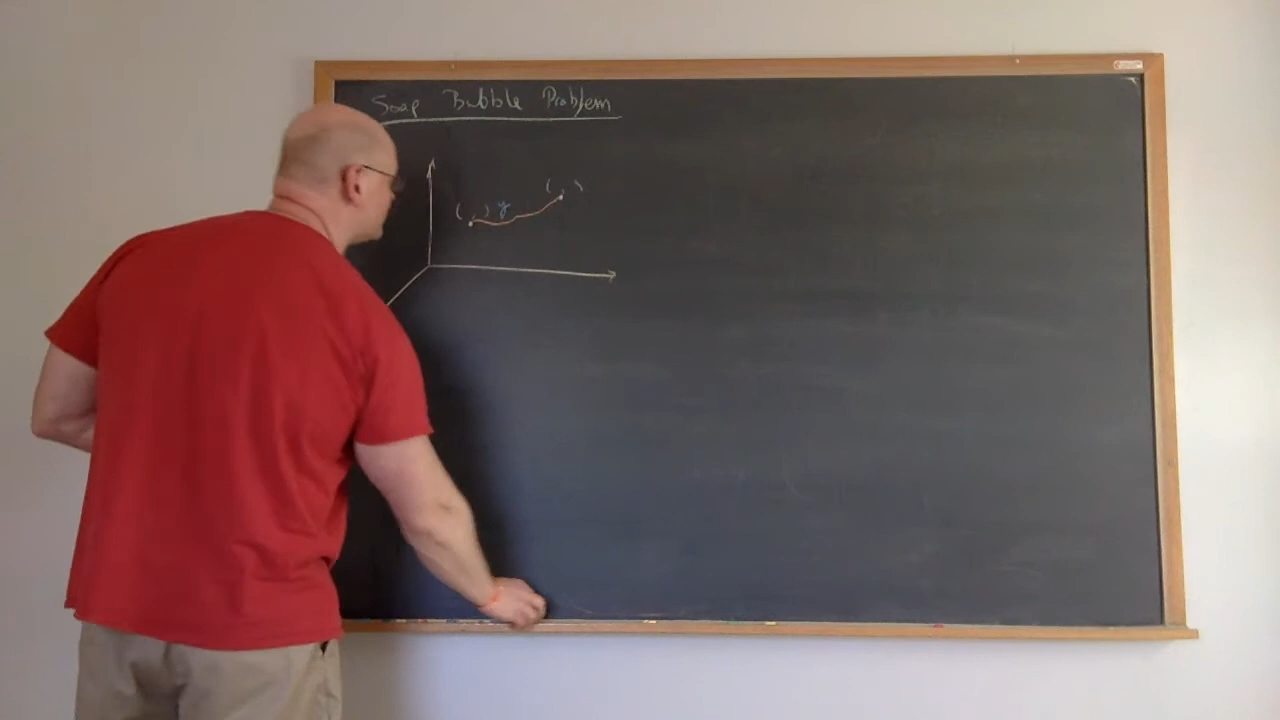 Soap Bubble Problem
( , )
( , ) y